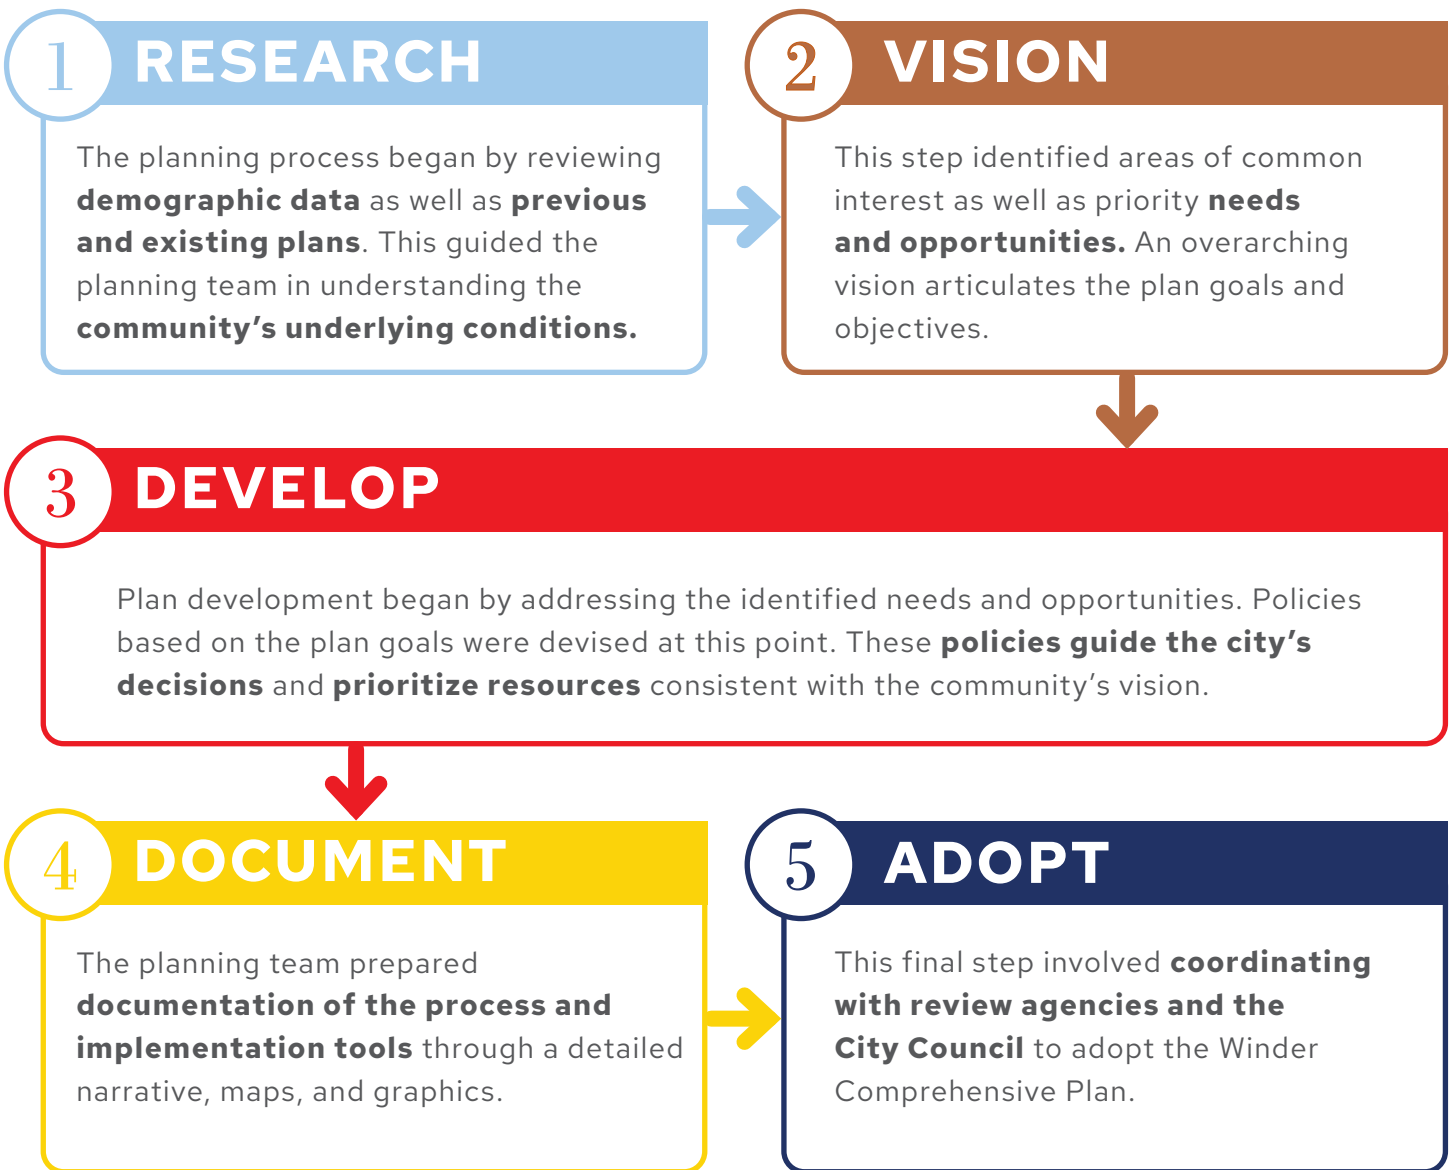 1 RESEARCH
The planning process began by reviewing
demographic data as well as previous
and existing plans. This guided the
planning team in understanding the
community’s underlying conditions.
2 VISION
This step identified areas of common
interest as well as priority needs
and opportunities. An overarching
vision articulates the plan goals and
objectives.
3 DEVELOP
Plan development began by addressing the identified needs and opportunities. Policies
based on the plan goals were devised at this point. These policies guide the city’s
decisions and prioritize resources consistent with the community’s vision.
4 DOCUMENT
The planning team prepared
documentation of the process and
implementation tools through a detailed
narrative, maps, and graphics.
5 ADOPT
This final step involved coordinating
with review agencies and the
City Council to adopt the Winder
Comprehensive Plan.